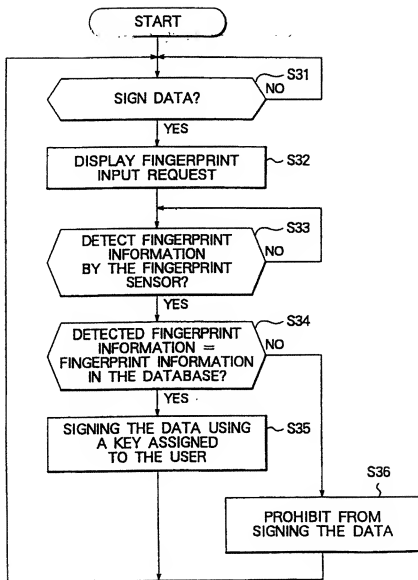 START
S31
NO
SIGN DATA?
YES
S32
DISPLAY FINGERPRINT
INPUT REQUEST
S33
DETECT FINGERPRINT
INFORMATION
BY THE FINGERPRINT
SENSOR?
NO
YES
S34
DETECTED FINGERPRINT
INFORMATION =
FINGERPRINT INFORMATION
IN THE DATABASE?
NO
YES
S35
SIGNING THE DATA USING
A KEY ASSIGNED
TO THE USER
S36
PROHIBIT FROM
SIGNING THE DATA